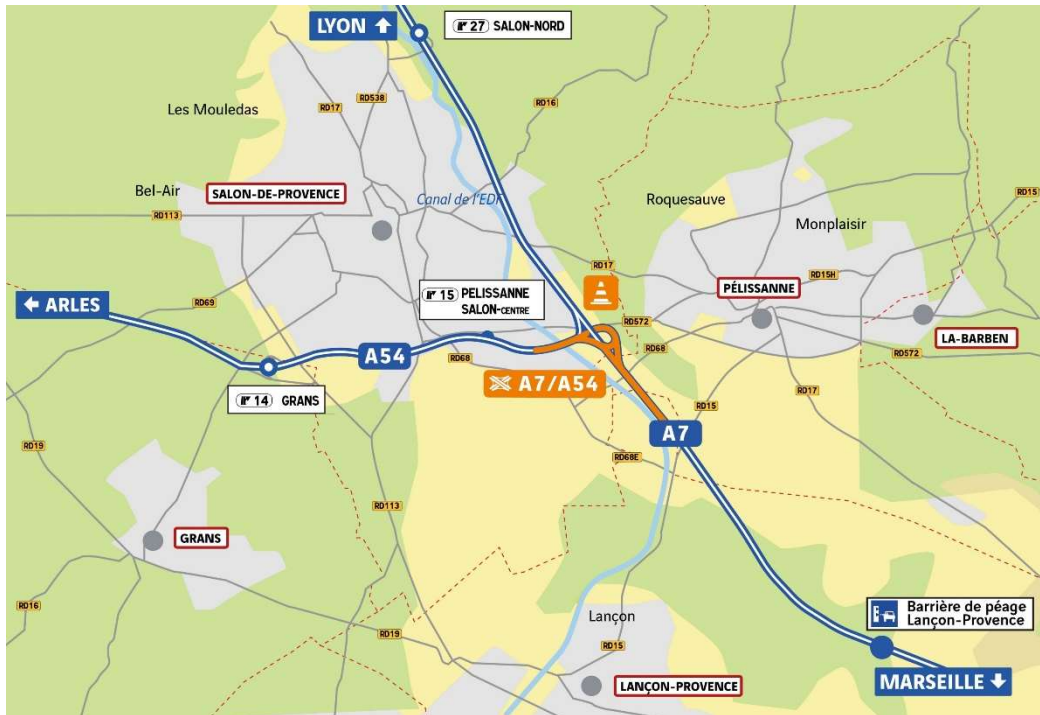 LYON ↑
27 SALON-NORD
RD538
RD16
RD17
Les Mouledas
Bel-Air
SALON-DE-PROVENCE
Canal de l'EDF
Roquesauve
RD15
RD113
Monplaisir
RD17
RD15H
← ARLES
RD69
15 PELISSANNE
SALON-CENTRE
PÉLISSANNE
RD572
LA-BARBEN
A54
RD68
RD68
RD572
A7/A54
14 GRANS
RD17
RD15
A7
RD19
RD68E
RD113
GRANS
RD16
Lançon
Barrière de péage
Lançon-Provence
RD19
RD15
LANÇON-PROVENCE
MARSEILLE ↓